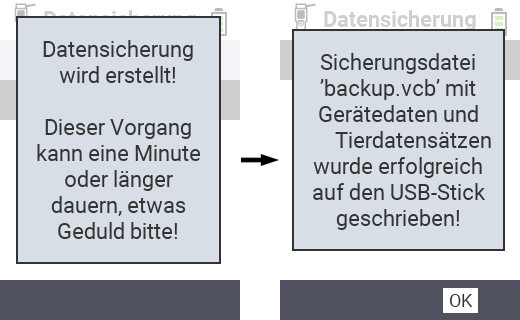 Datensicherung
Datensicherung
wird erstellt!
Dieser Vorgang
kann eine Minute
oder länger
dauern, etwas
Geduld bitte!
Datensicherung
Sicherungsdatei
'backup.vcb' mit
Gerätedaten und
Tierdatensätzen
wurde erfolgreich
auf den USB-Stick
geschrieben!
OK